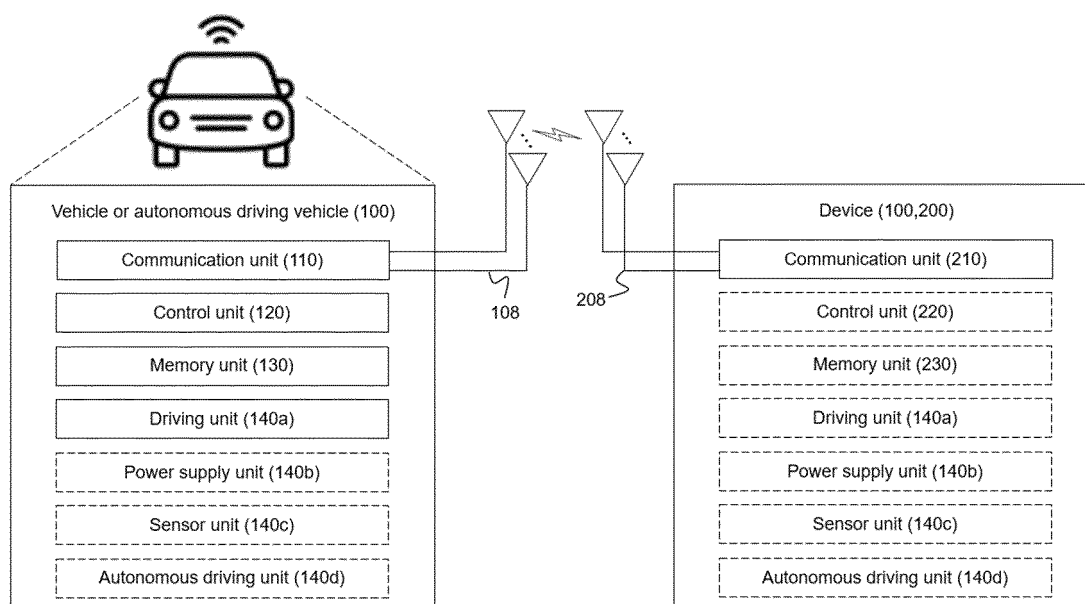 Vehicle or autonomous driving vehicle (100)
Communication unit (110)
Control unit (120)
Memory unit (130)
Driving unit (140a)
Power supply unit (140b)
Sensor unit (140c)
Autonomous driving unit (140d)
108
208
Device (100,200)
Communication unit (210)
Control unit (220)
Memory unit (230)
Driving unit (140a)
Power supply unit (140b)
Sensor unit (140c)
Autonomous driving unit (140d)